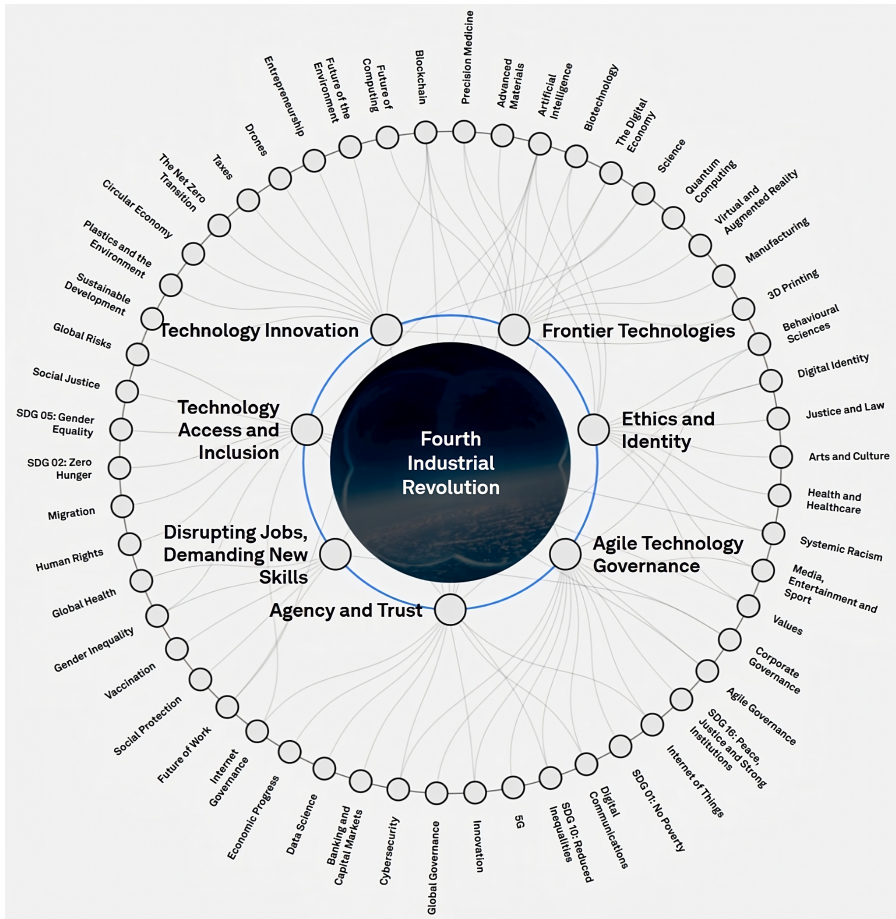 Fourth
Industrial
Revolution
Technology Innovation
Frontier Technologies
Technology
Access and
Inclusion
Ethics and
Identity
Disrupting Jobs,
Demanding New
Skills
Agile Technology
Governance
Agency and Trust
Precision Medicine
Advanced
Materials
Artificial
Intelligence
Biotechnology
The Digital
Economy
Science
Quantum
Computing
Virtual and
Augmented Reality
Manufacturing
3D Printing
Behavioural
Sciences
Digital Identity
Justice and Law
Arts and Culture
Health and
Healthcare
Systemic Racism
Media,
Entertainment and
Sport
Values
Corporate
Governance
Agile Governance
SDG 16: Peace,
Justice and Strong
Institutions
Internet of Things
SDG 01: No Poverty
Digital
Communications
SDG 10: Reduced
Inequalities
5G
Innovation
Global Governance
Cybersecurity
Banking and
Capital Markets
Data Science
Economic Progress
Internet
Governance
Future of Work
Social Protection
Vaccination
Gender Inequality
Global Health
Human Rights
Migration
SDG 02: Zero
Hunger
SDG 05: Gender
Equality
Social Justice
Global Risks
Sustainable
Development
Plastics and the
Environment
Circular Economy
The Net Zero
Transition
Taxes
Drones
Entrepreneurship
Future of the
Environment
Future of
Computing
Blockchain